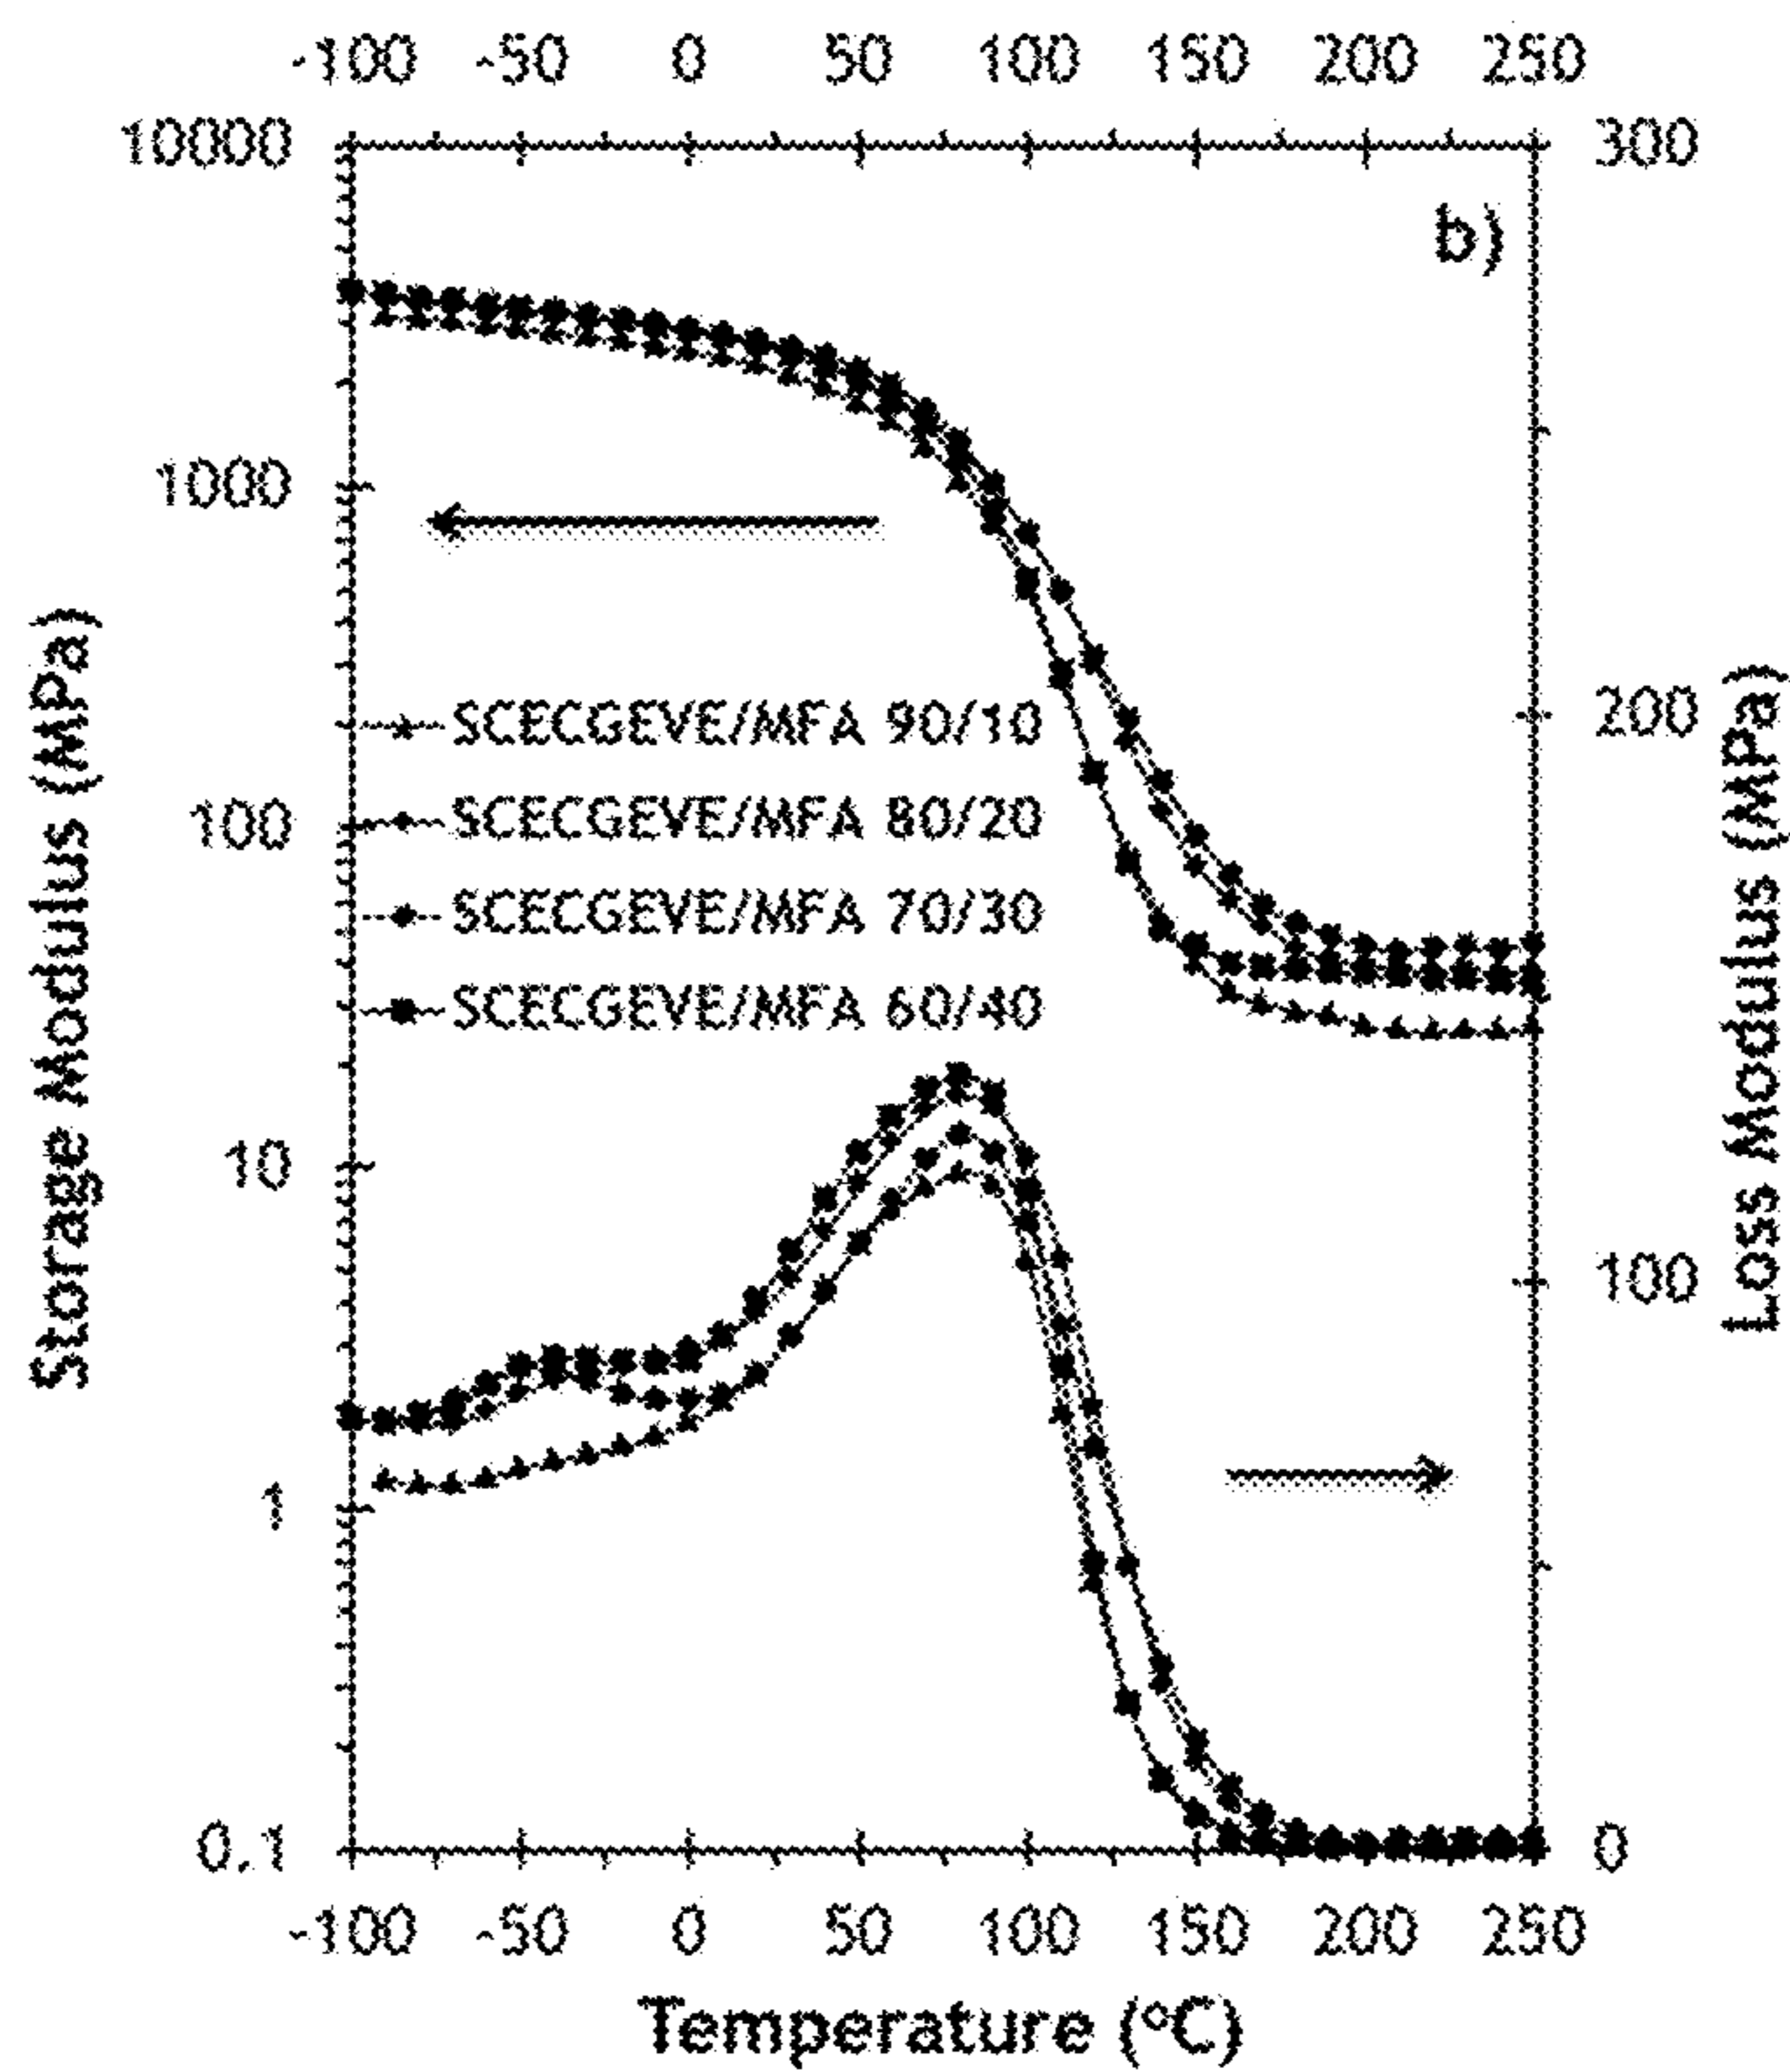 -100 -50 0 50 100 150 200 250
10000 300
b)
1000
Storage Modulus (MPa)
Loss Modulus (MPa)
SCECGEVE/MFA 90/10
200
SCECGEVE/MFA 80/20
100
SCECGEVE/MFA 70/30
SCECGEVE/MFA 60/40
10
100
1
0.1 0
-100 -50 0 50 100 150 200 250
Temperature (°C)